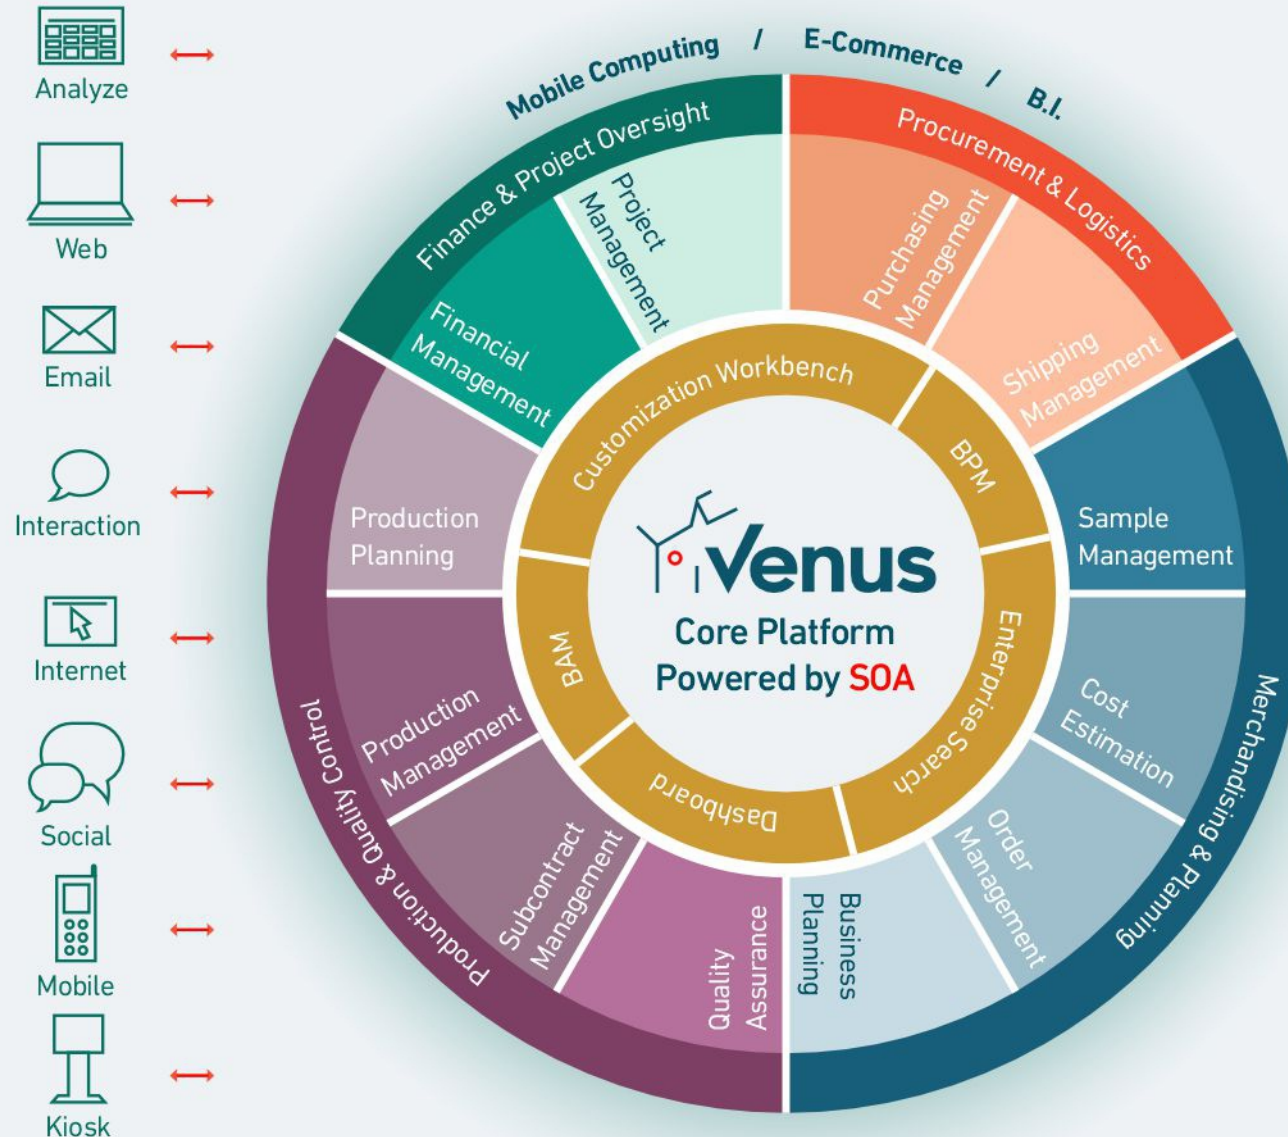 Analyze
Web
Email
Interaction
Internet
Social
Mobile
Kiosk
Mobile Computing / E-Commerce / B.I.
Finance & Project Oversight
Procurement & Logistics
Merchandising & Planning
Production & Quality Control
Project
Management
Financial
Management
Purchasing
Management
Shipping
Management
Sample
Management
Cost
Estimation
Order
Management
Business
Planning
Quality
Assurance
Subcontract
Management
Production
Management
Production
Planning
Customization Workbench
BPM
Enterprise Search
Dashboard
BAM
Venus
Core Platform
Powered by SOA